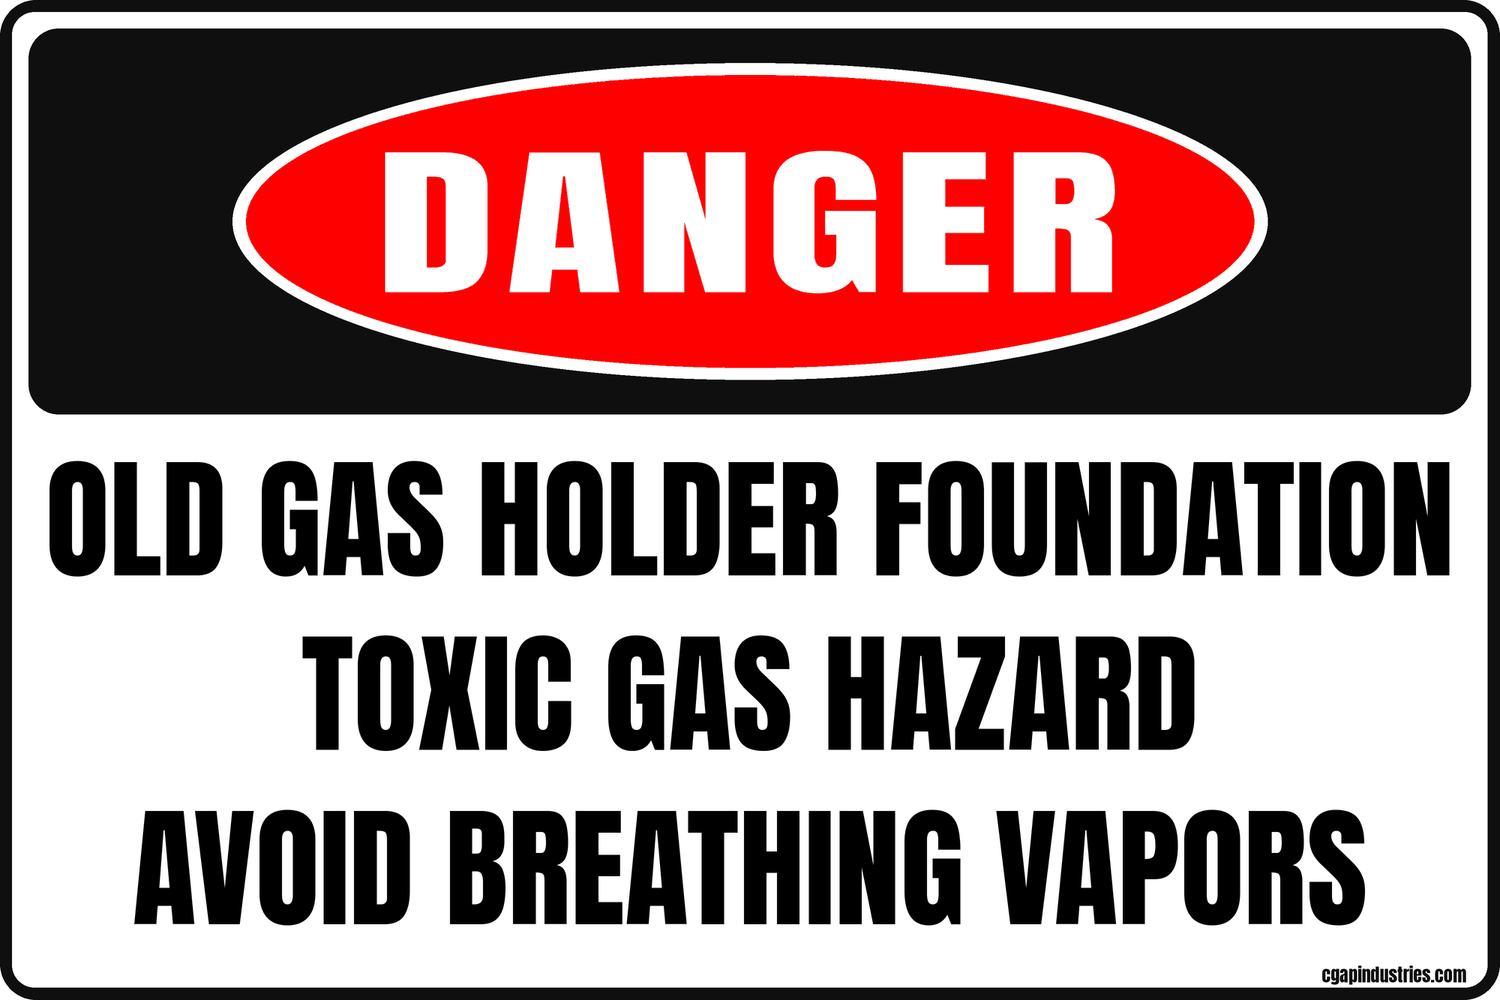 DANGER
OLD GAS HOLDER FOUNDATION
TOXIC GAS HAZARD
AVOID BREATHING VAPORS
cgapindustries.com